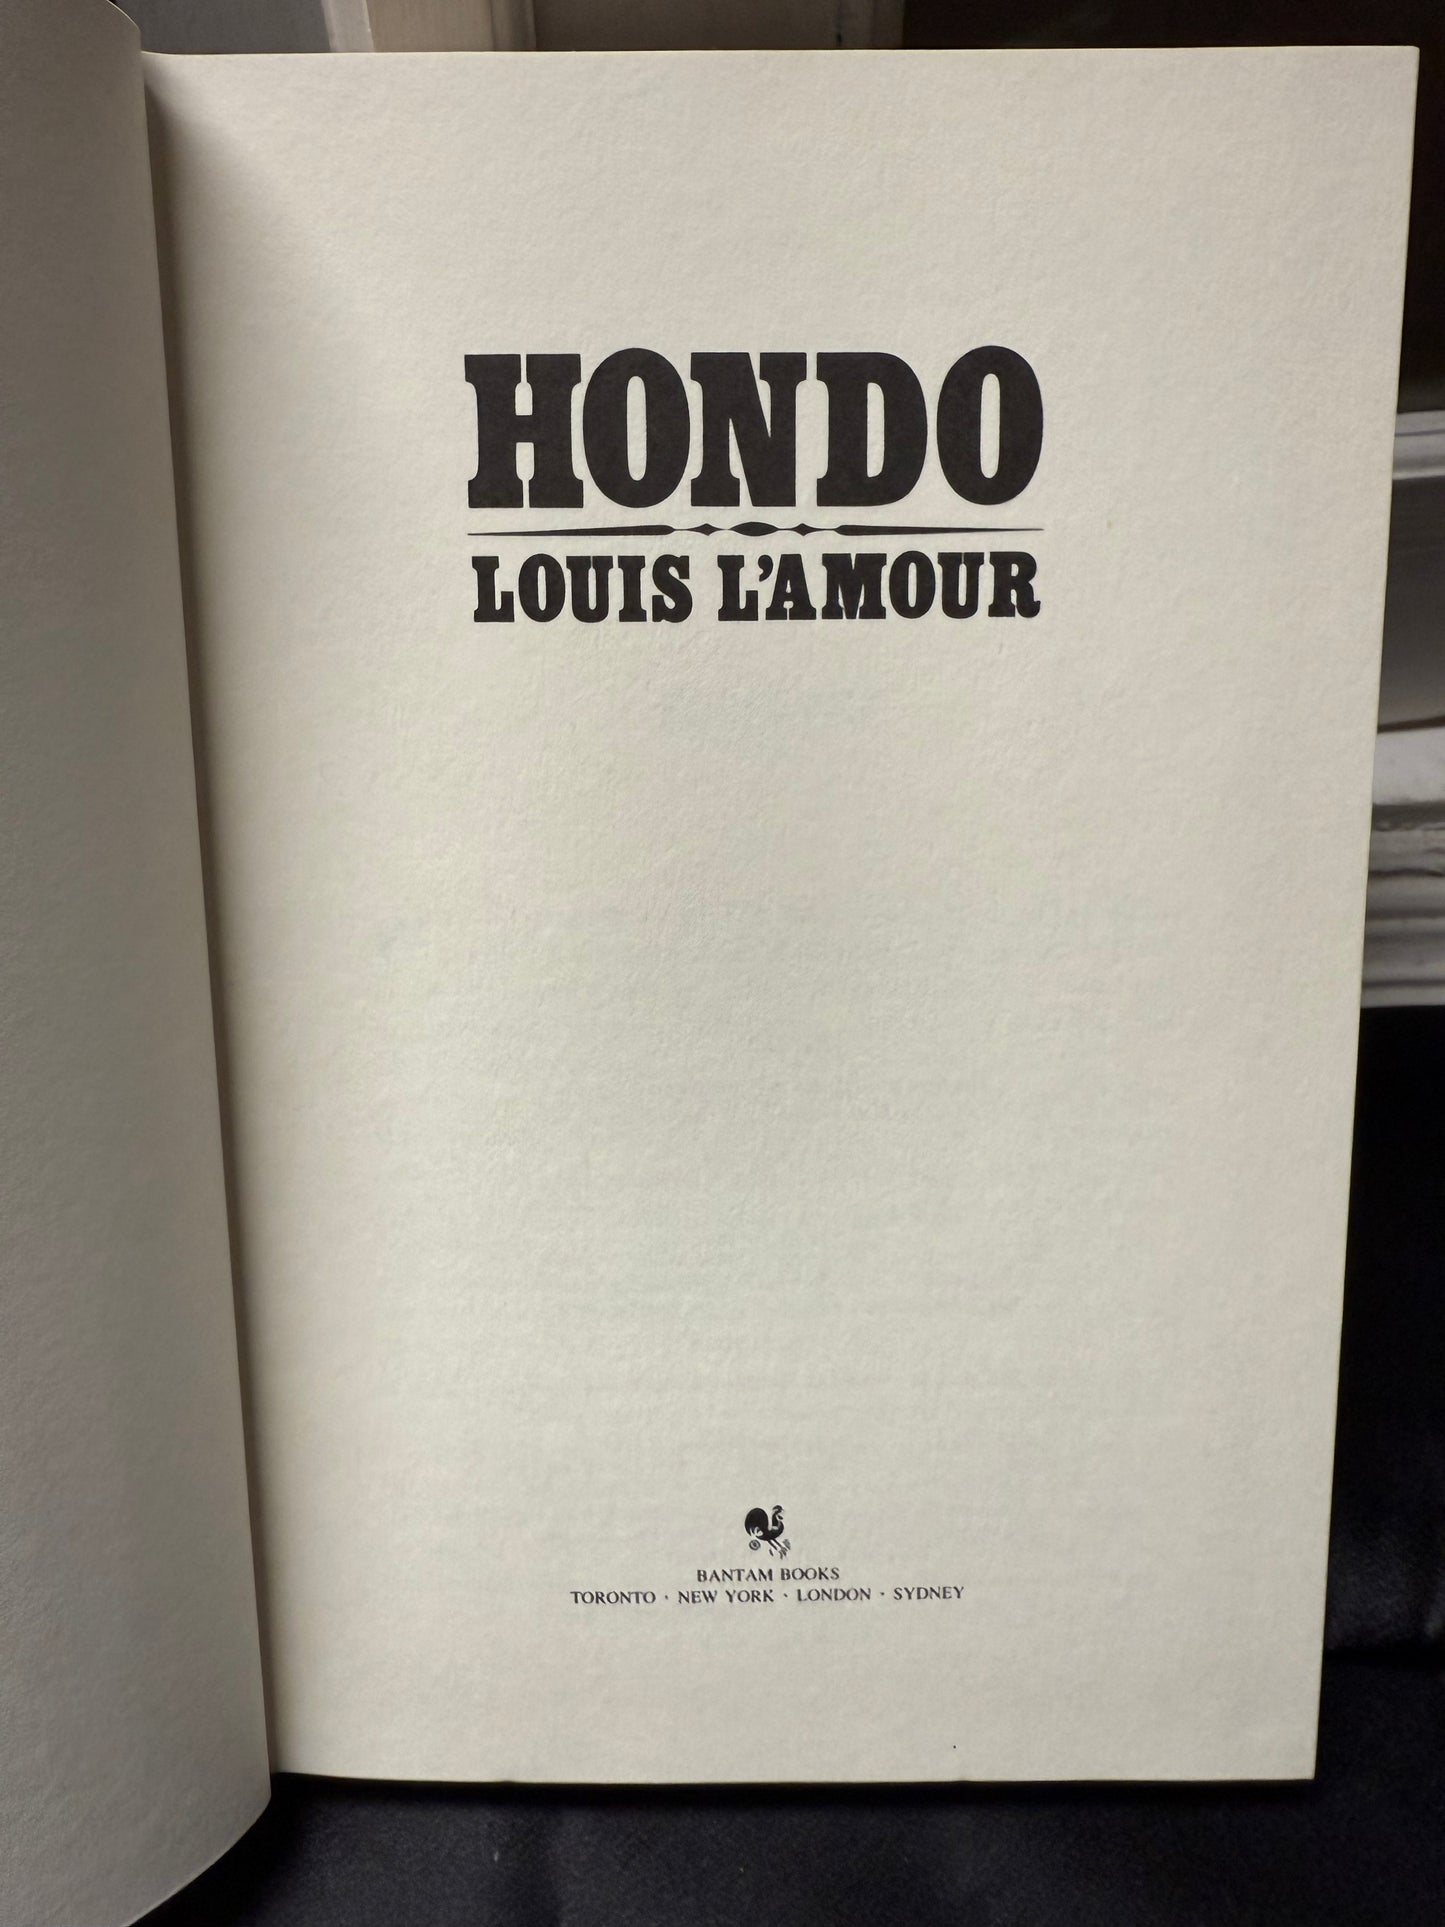 HONDO
LOUIS L'AMOUR
BANTAM BOOKS
TORONTO · NEW YORK · LONDON · SYDNEY